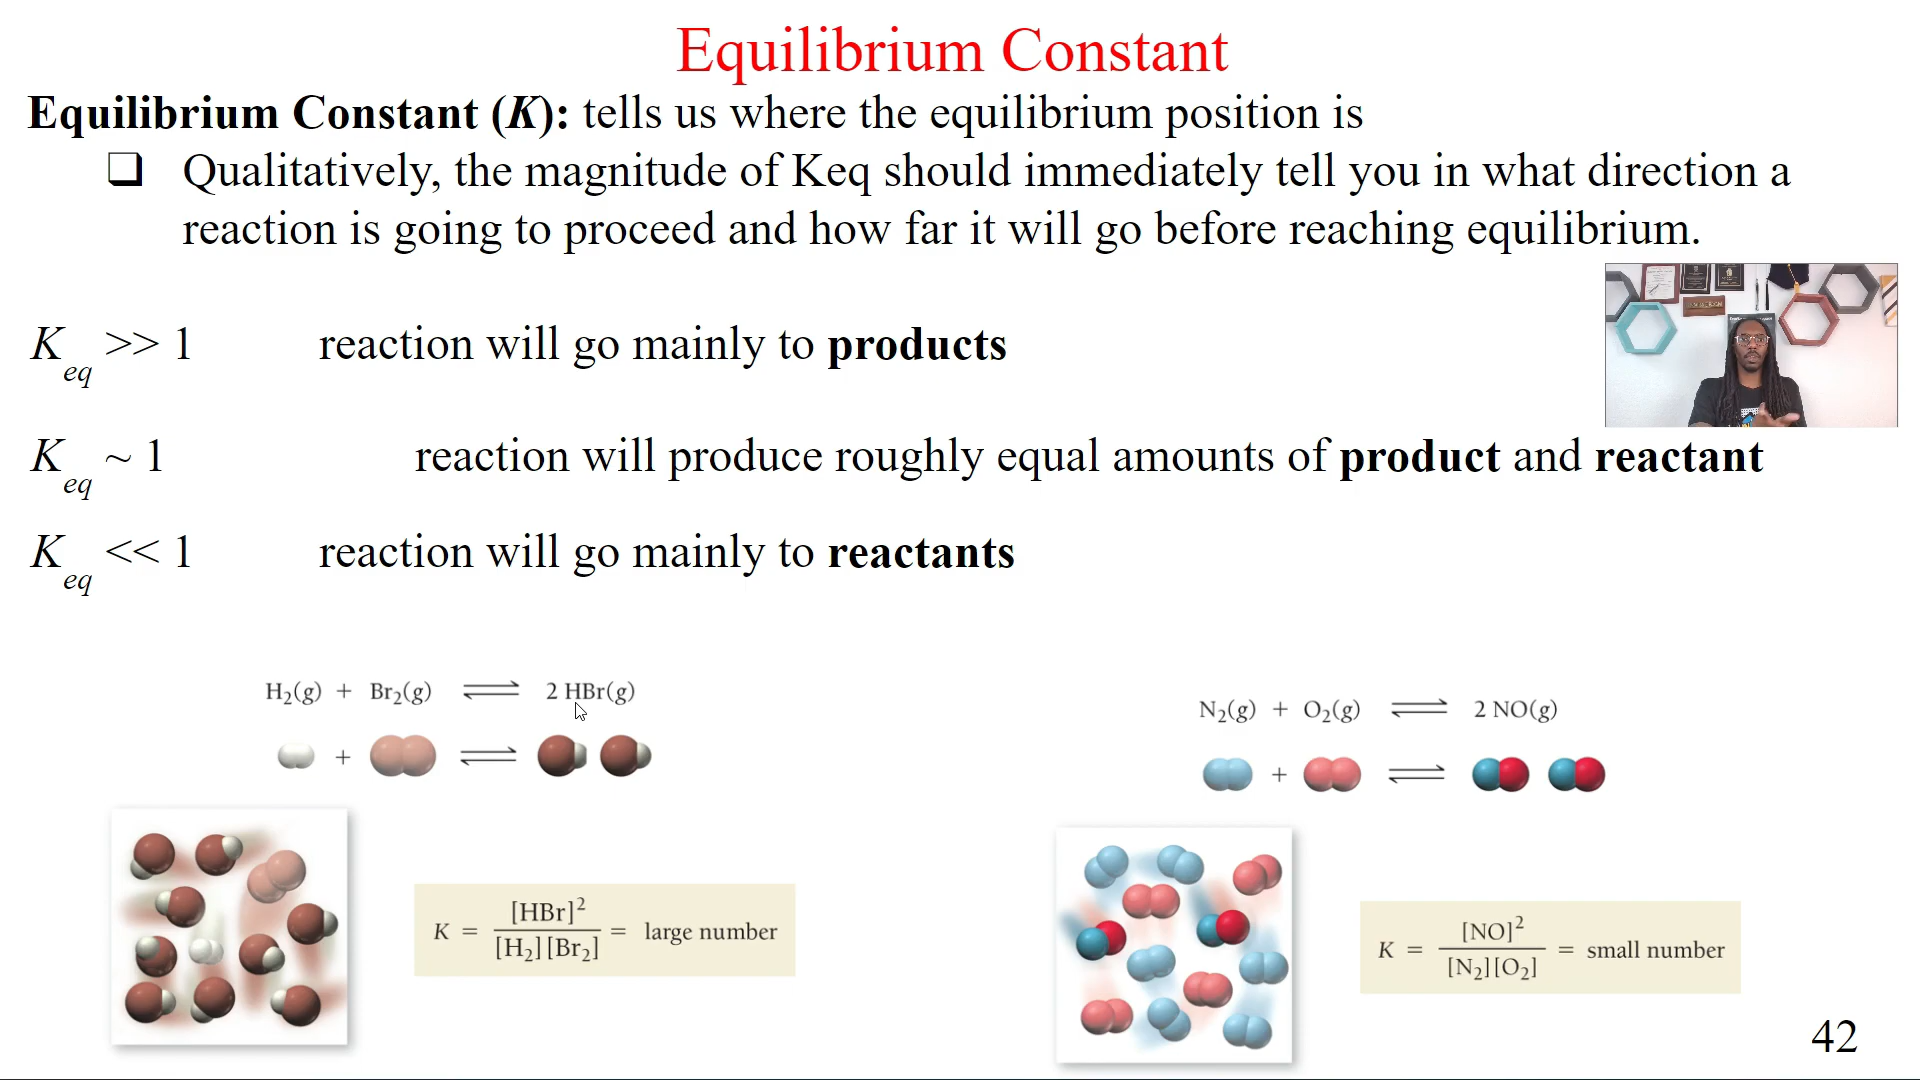 Equilibrium Constant
Equilibrium Constant (K): tells us where the equilibrium position is
❑ Qualitatively, the magnitude of Keq should immediately tell you in what direction a
reaction is going to proceed and how far it will go before reaching equilibrium.
Keq >> 1 reaction will go mainly to products
Keq ~ 1 reaction will produce roughly equal amounts of product and reactant
Keq << 1 reaction will go mainly to reactants
H₂(g) + Br₂(g) ⇌ 2 HBr(g)
+ ⇌
K = [HBr]² / [H₂][Br₂] = large number
N₂(g) + O₂(g) ⇌ 2 NO(g)
+ ⇌
K = [NO]² / [N₂][O₂] = small number
42